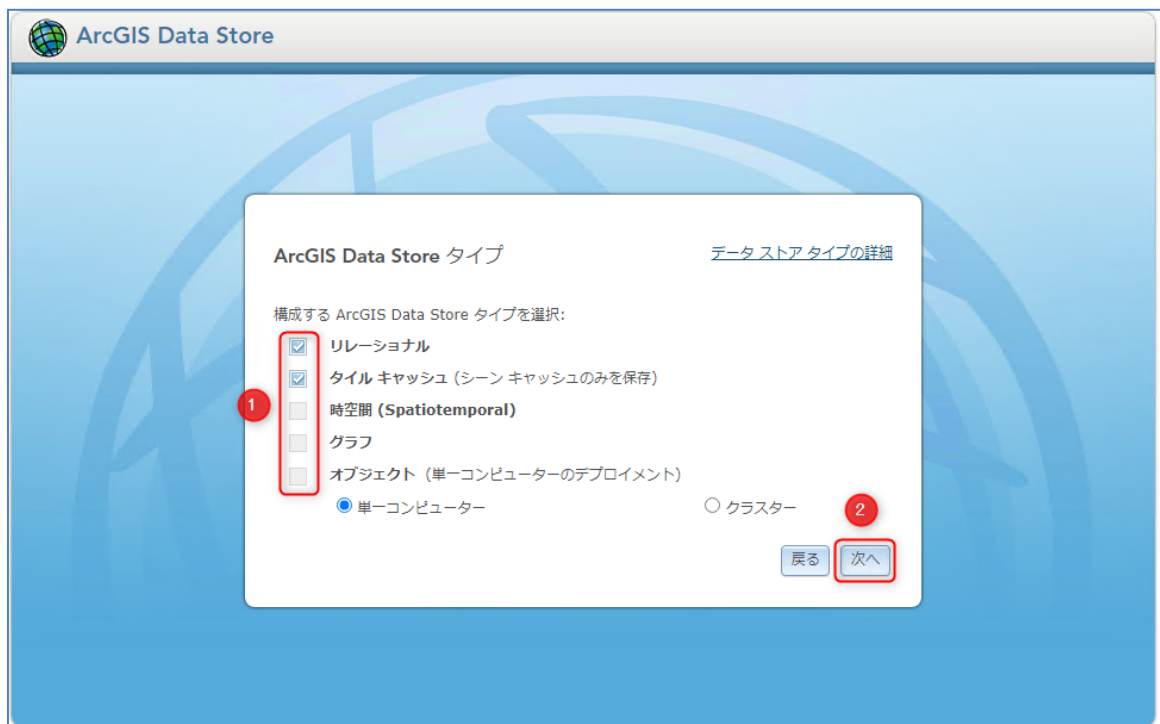 ArcGIS Data Store
ArcGIS Data Store タイプ
データ ストア タイプの詳細
構成する ArcGIS Data Store タイプを選択:
リレーショナル
タイル キャッシュ (シーン キャッシュのみを保存)
1
時空間 (Spatiotemporal)
グラフ
オブジェクト (単一コンピューターのデプロイメント)
単一コンピューター
クラスター
2
戻る
次へ